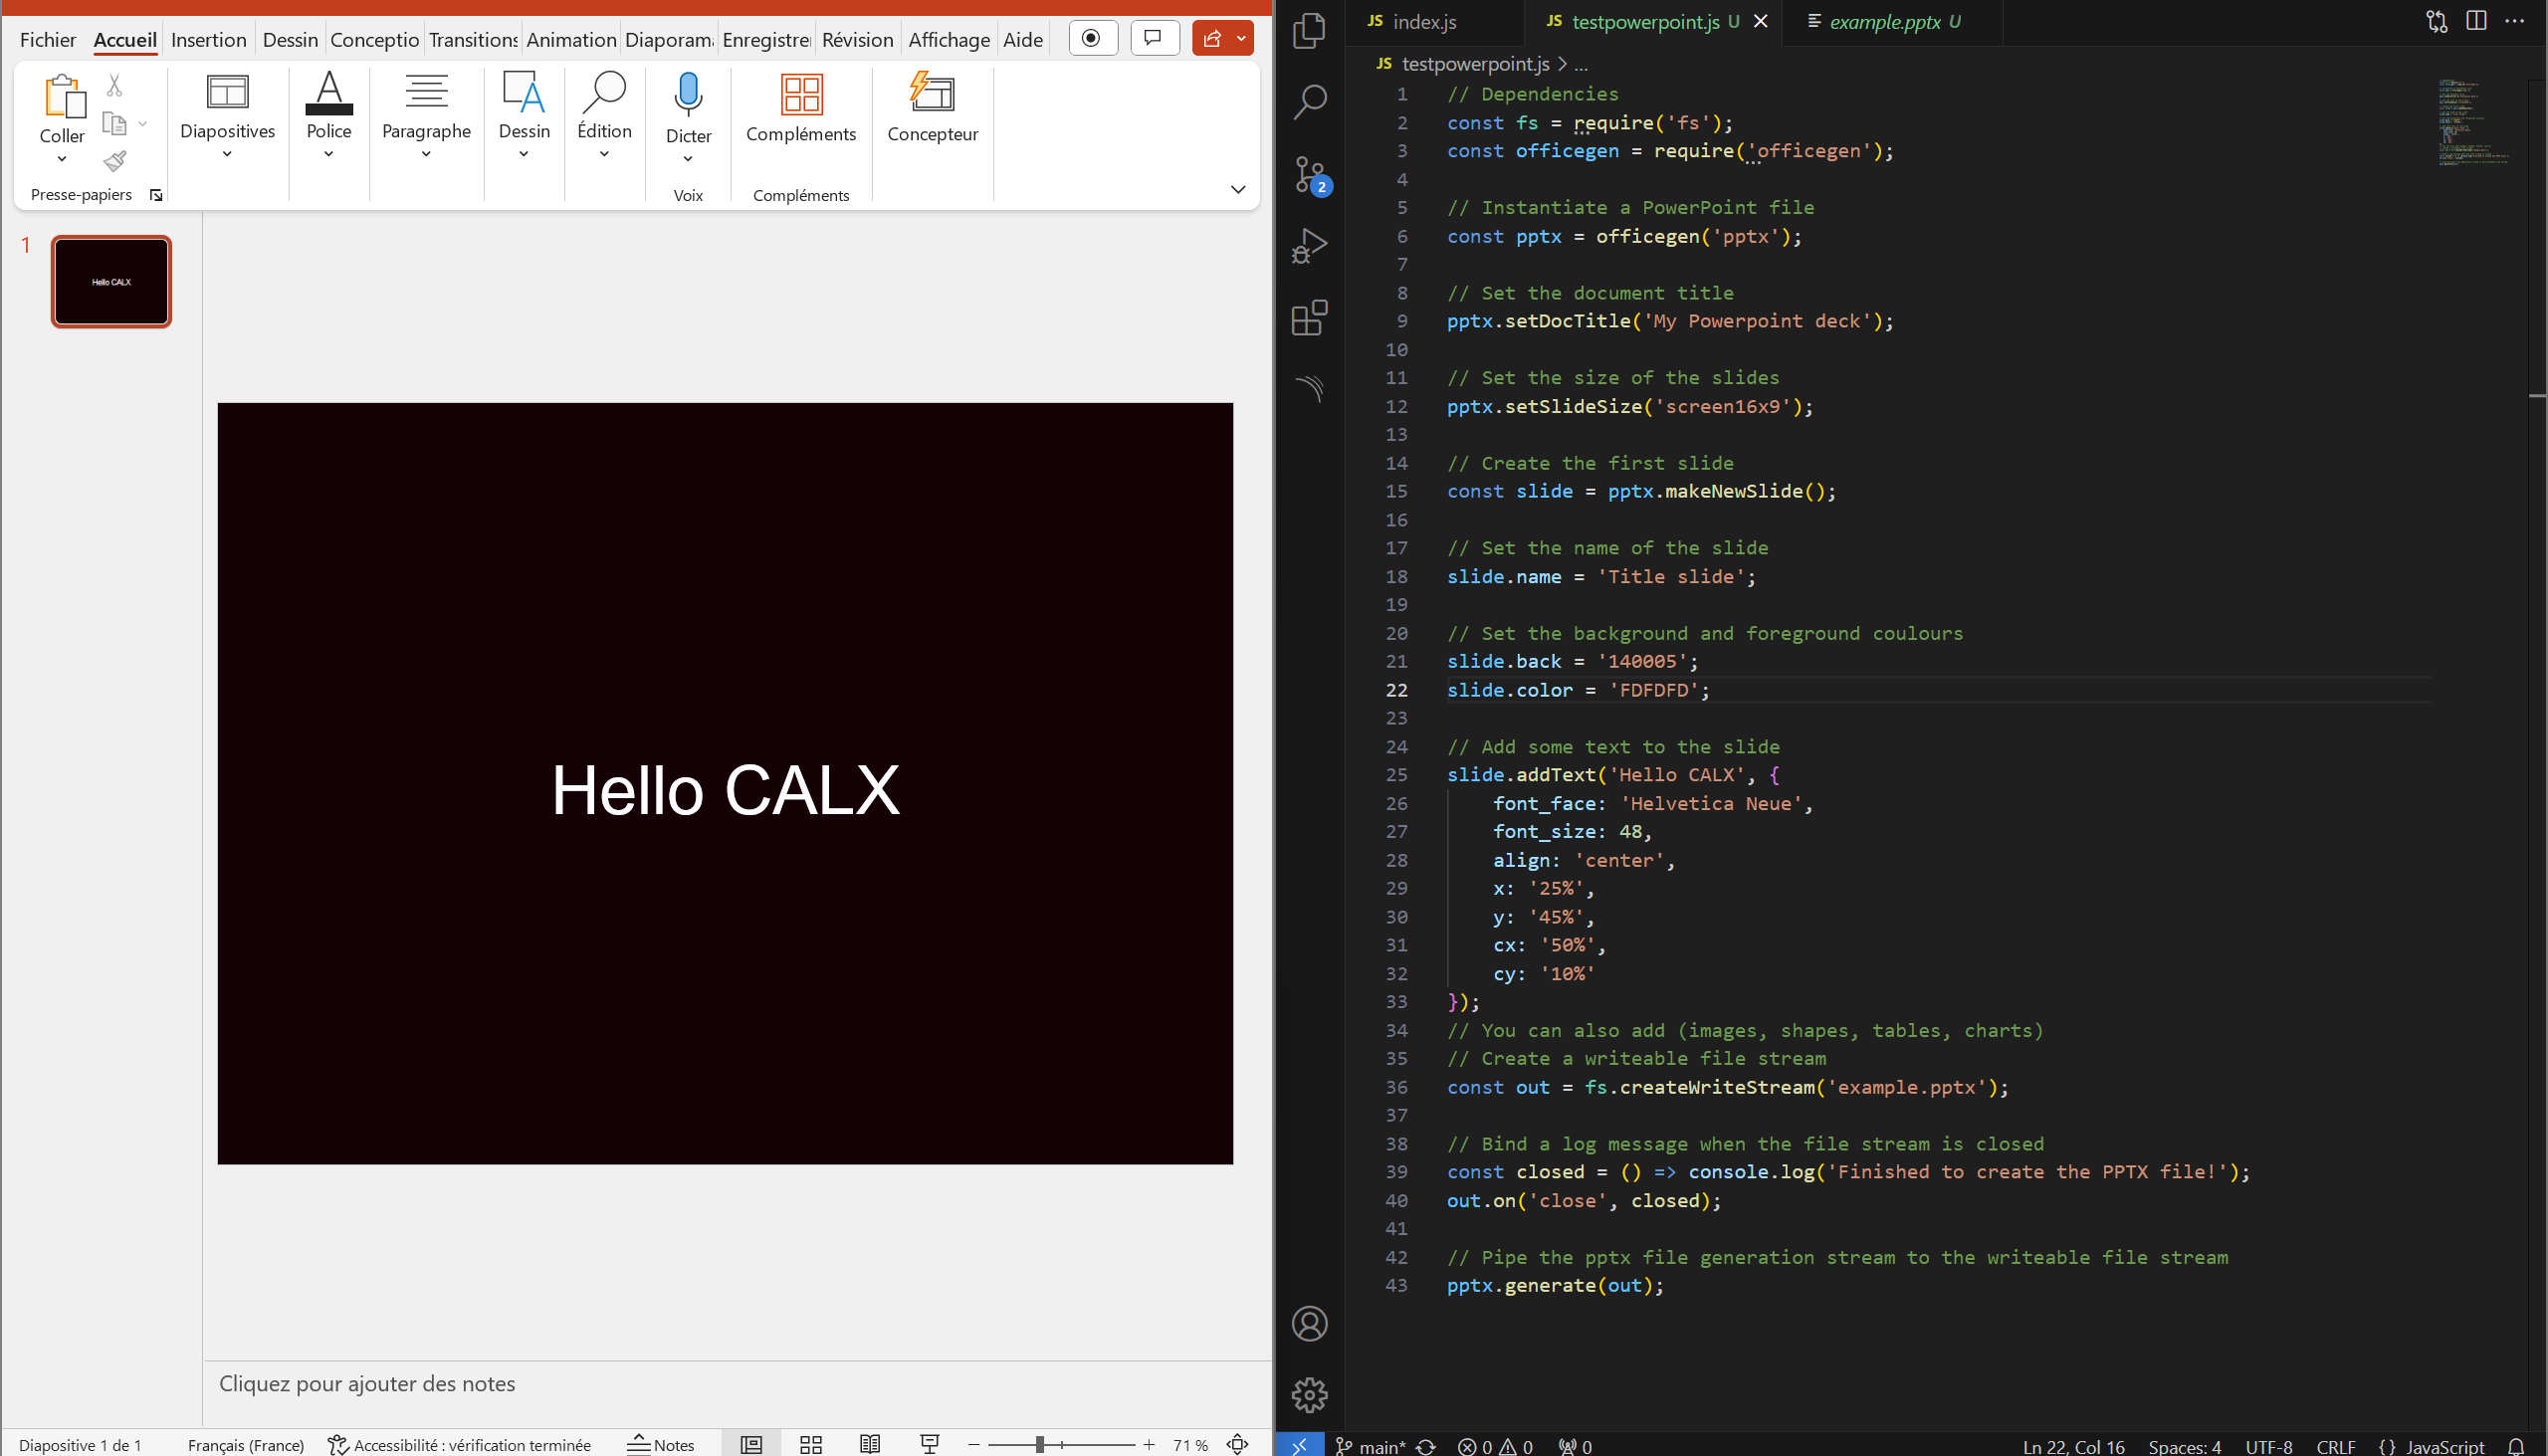 Fichier Accueil Insertion Dessin Conceptio Transitions Animation Diaporam Enregistre Révision Affichage Aide
Coller Diapositives Police Paragraphe Dessin Édition Dicter Compléments Concepteur
Presse-papiers Voix Compléments
1
Hello CALX
Hello CALX
Cliquez pour ajouter des notes
Diapositive 1 de 1 Français (France) Accessibilité : vérification terminée Notes 71 %
JS index.js JS testpowerpoint.js U example.pptx U
JS testpowerpoint.js > ...
2
1 // Dependencies
2 const fs = require('fs');
3 const officegen = require('officegen');
4
5 // Instantiate a PowerPoint file
6 const pptx = officegen('pptx');
7
8 // Set the document title
9 pptx.setDocTitle('My Powerpoint deck');
10
11 // Set the size of the slides
12 pptx.setSlideSize('screen16x9');
13
14 // Create the first slide
15 const slide = pptx.makeNewSlide();
16
17 // Set the name of the slide
18 slide.name = 'Title slide';
19
20 // Set the background and foreground coulours
21 slide.back = '140005';
22 slide.color = 'FDFDFD';
23
24 // Add some text to the slide
25 slide.addText('Hello CALX', {
26 font_face: 'Helvetica Neue',
27 font_size: 48,
28 align: 'center',
29 x: '25%',
30 y: '45%',
31 cx: '50%',
32 cy: '10%'
33 });
34 // You can also add (images, shapes, tables, charts)
35 // Create a writeable file stream
36 const out = fs.createWriteStream('example.pptx');
37
38 // Bind a log message when the file stream is closed
39 const closed = () => console.log('Finished to create the PPTX file!');
40 out.on('close', closed);
41
42 // Pipe the pptx file generation stream to the writeable file stream
43 pptx.generate(out);
main* 0 0 0 Ln 22, Col 16 Spaces: 4 UTF-8 CRLF {} JavaScript